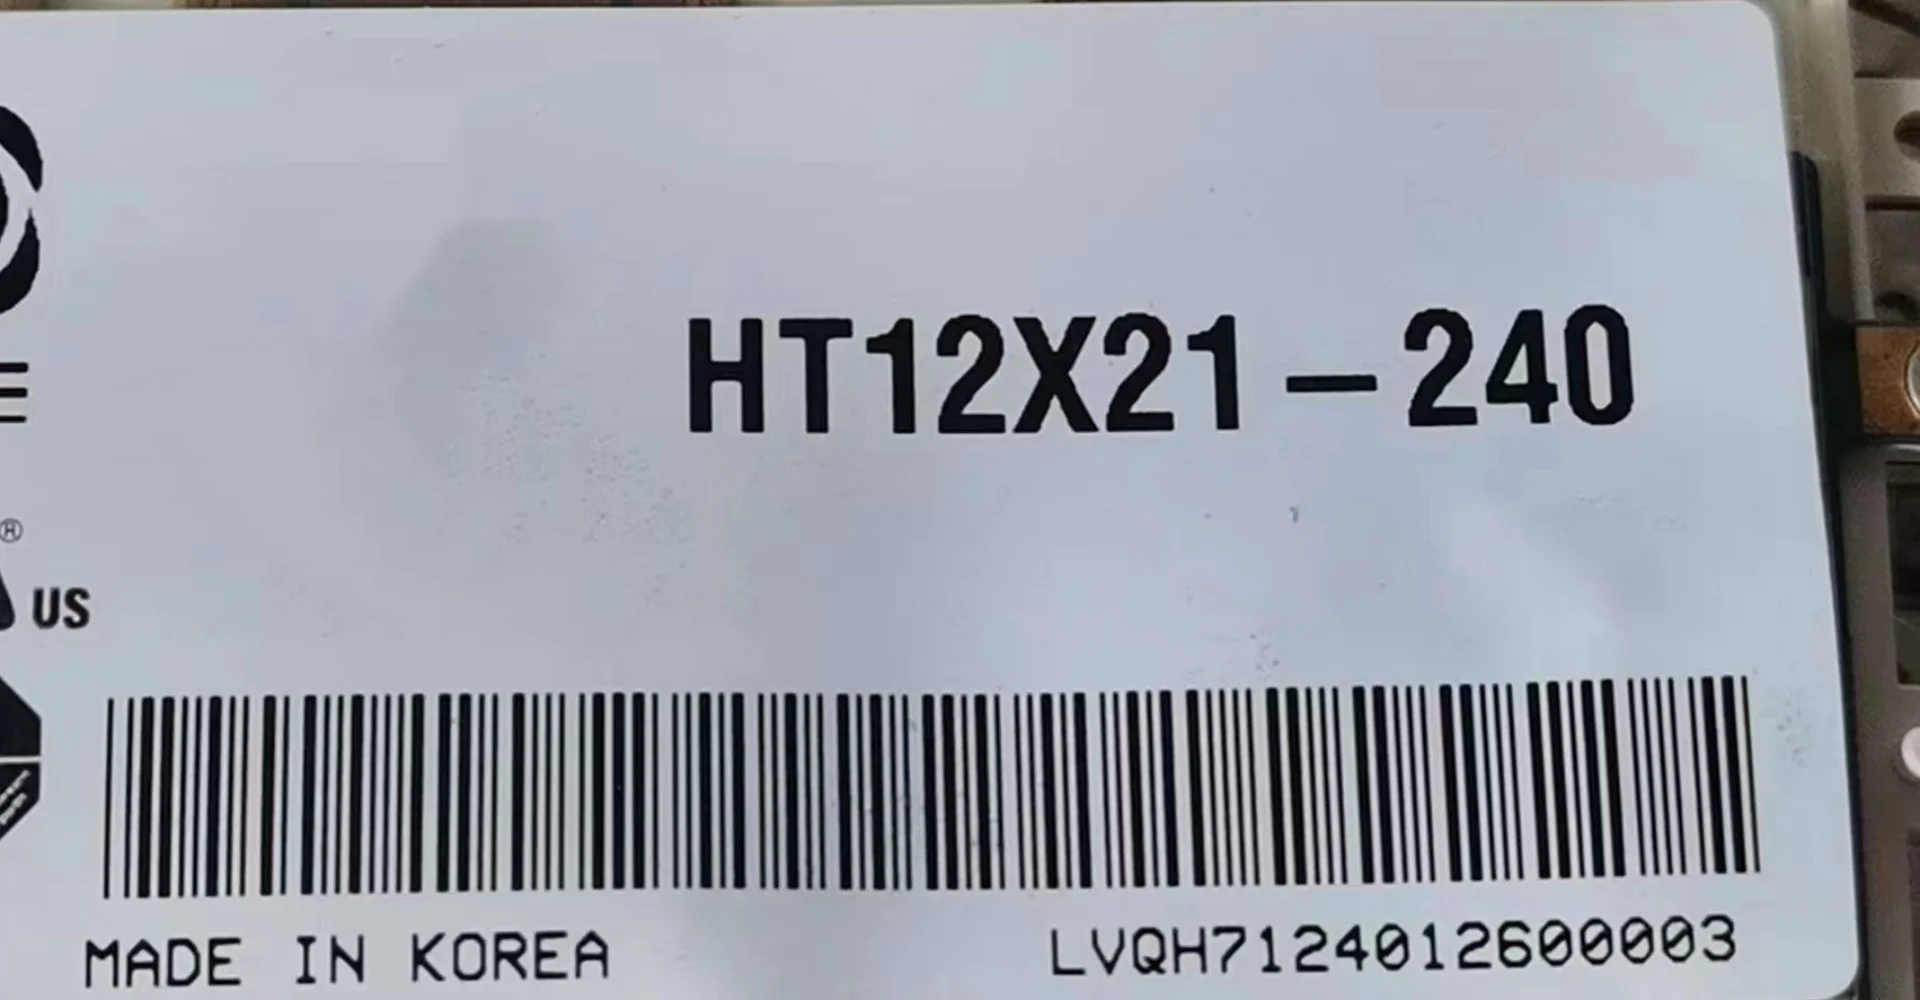 HT12X21-240
®
US
MADE IN KOREA
LVQH7124012600003